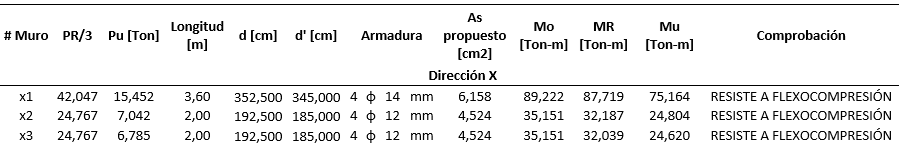 # Muro PR/3 Pu [Ton] Longitud [m] d [cm] d' [cm] Armadura As propuesto [cm2] Mo [Ton-m] MR [Ton-m] Mu [Ton-m] Comprobación
Dirección X
x1 42,047 15,452 3,60 352,500 345,000 4 ф 14 mm 6,158 89,222 87,719 75,164 RESISTE A FLEXOCOMPRESIÓN
x2 24,767 7,042 2,00 192,500 185,000 4 ф 12 mm 4,524 35,151 32,187 24,804 RESISTE A FLEXOCOMPRESIÓN
x3 24,767 6,785 2,00 192,500 185,000 4 ф 12 mm 4,524 35,151 32,039 24,620 RESISTE A FLEXOCOMPRESIÓN